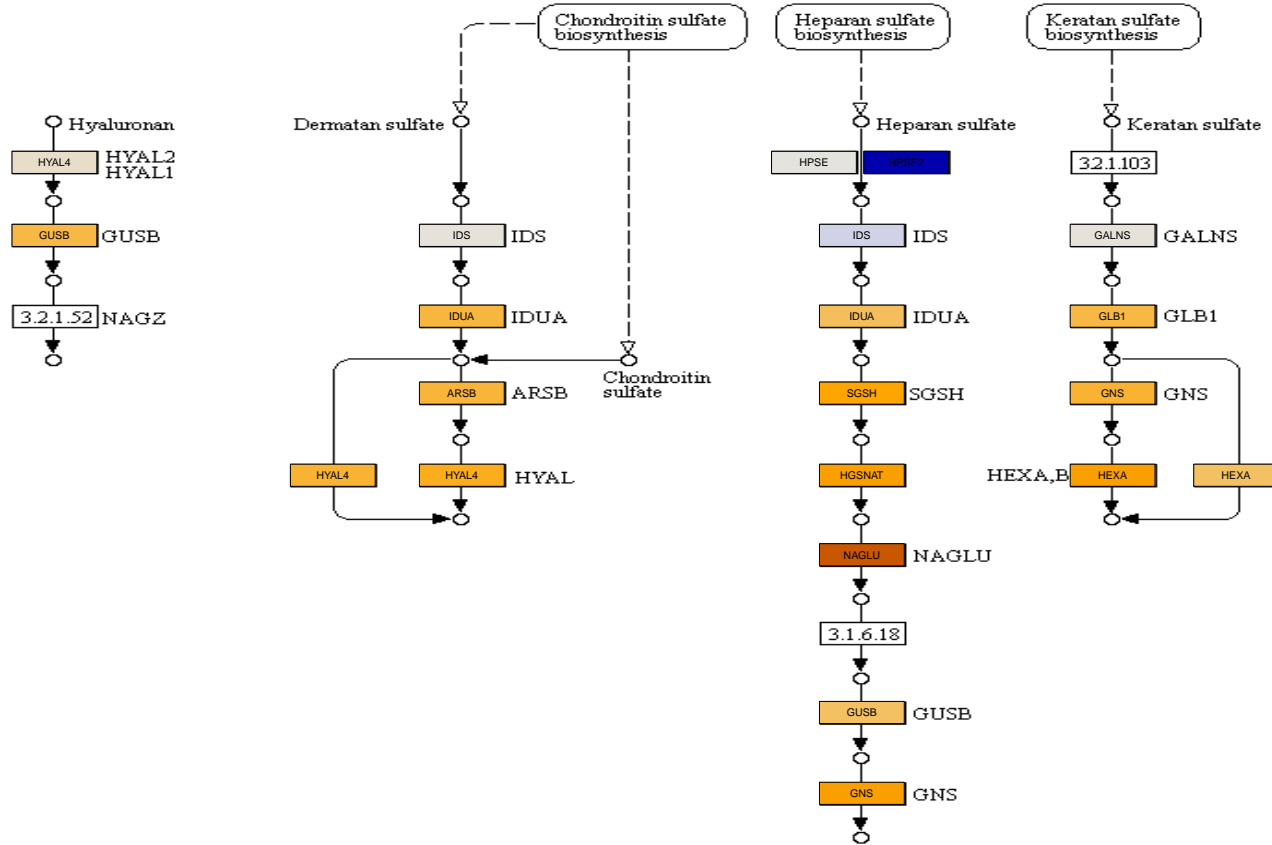 Chondroitin sulfate
biosynthesis
Heparan sulfate
biosynthesis
Keratan sulfate
biosynthesis
Hyaluronan
Dermatan sulfate
Heparan sulfate
Keratan sulfate
HYAL4
HYAL2
HYAL1
HPSE
HPSE2
3.2.1.103
GUSB
GUSB
IDS
IDS
IDS
IDS
GALNS
GALNS
3.2.1.52
NAGZ
IDUA
IDUA
IDUA
IDUA
GLB1
GLB1
Chondroitin
sulfate
ARSB
ARSB
SGSH
SGSH
GNS
GNS
HYAL4
HYAL4
HYAL
HGSNAT
HEXA,B
HEXA
HEXA
NAGLU
NAGLU
3.1.6.18
GUSB
GUSB
GNS
GNS